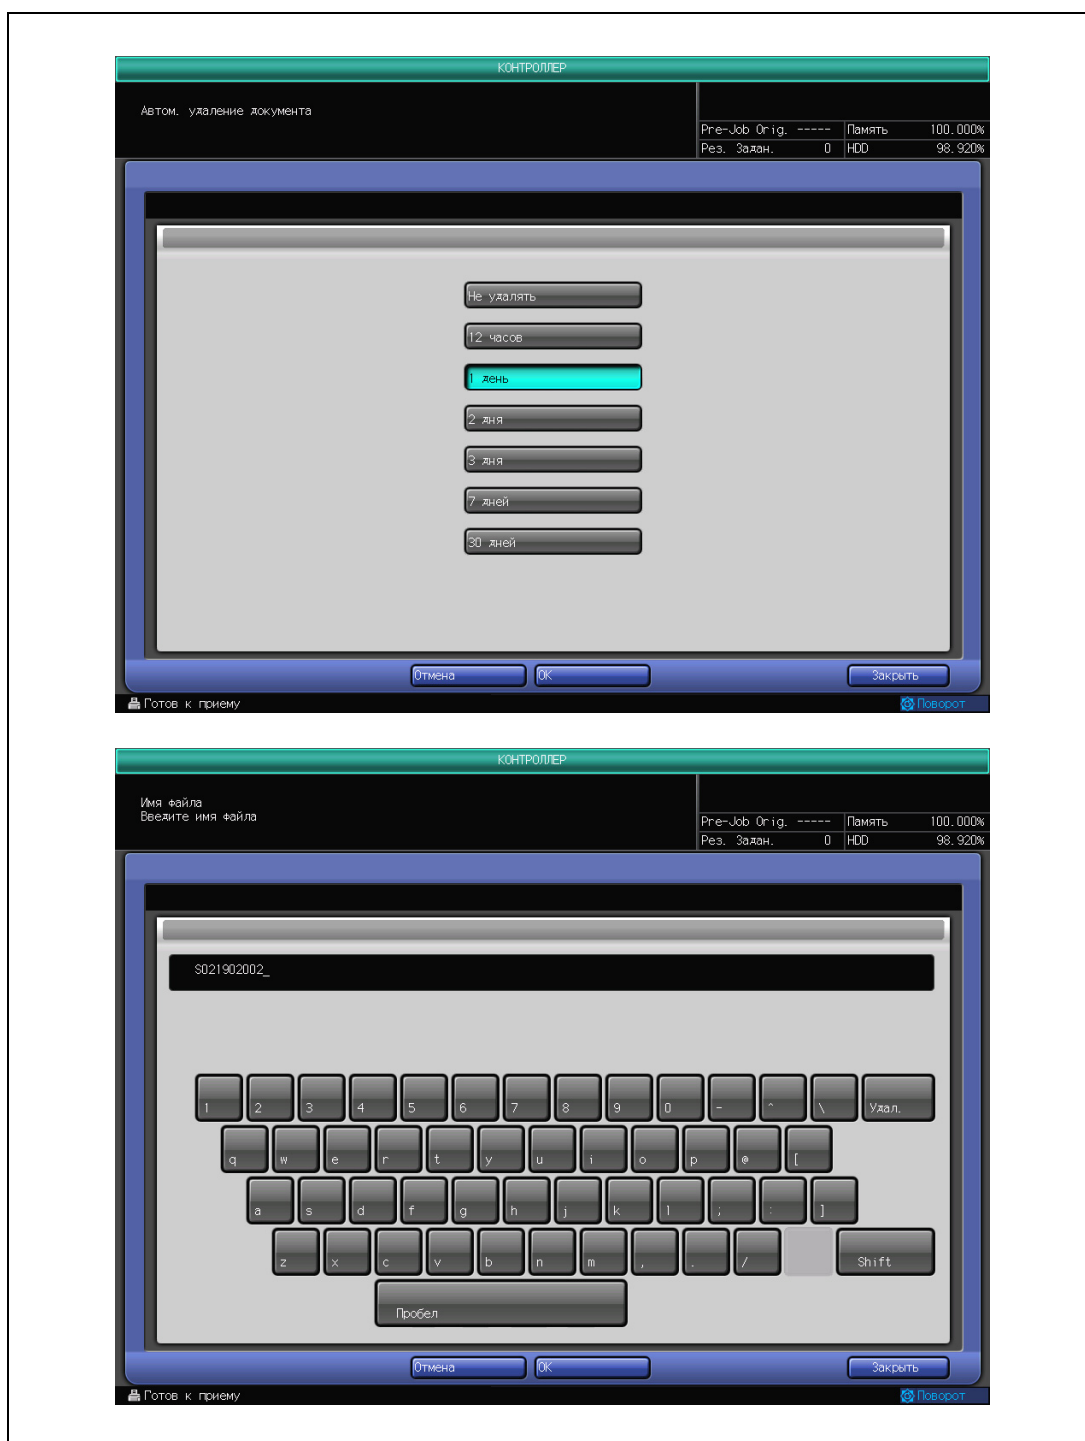 КОНТРОЛЛЕР
Автом. удаление документа
Pre-Job Orig. ----- Память 100.000%
Рез. Задан. 0 HDD 98.920%
Не удалять
12 часов
1 день
2 дня
3 дня
7 дней
30 дней
Отмена OK Закрыть
Готов к приему Поворот
КОНТРОЛЛЕР
Имя файла
Введите имя файла
Pre-Job Orig. ----- Память 100.000%
Рез. Задан. 0 HDD 98.920%
S021902002_
1 2 3 4 5 6 7 8 9 0 - ^ \ Удал.
q w e r t y u i o p @ [
a s d f g h j k l ; : ]
z x c v b n m , . / Shift
Пробел
Отмена OK Закрыть
Готов к приему Поворот